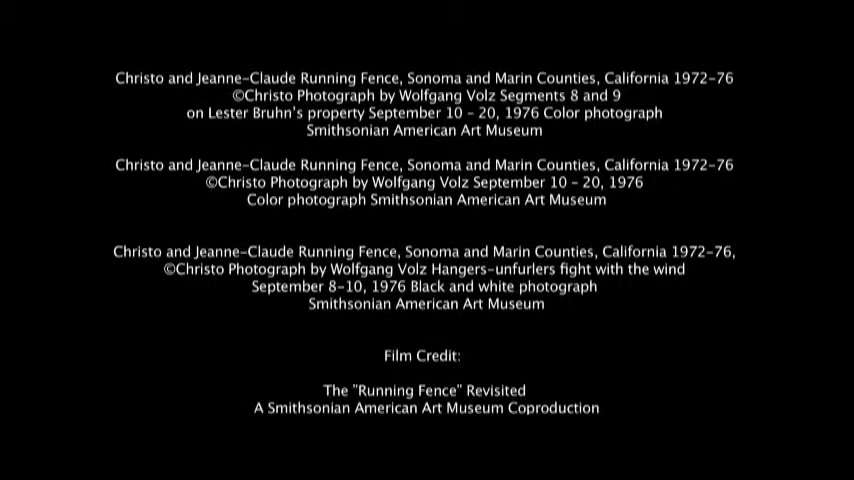 Christo and Jeanne-Claude Running Fence, Sonoma and Marin Counties, California 1972-76
©Christo Photograph by Wolfgang Volz Segments 8 and 9
on Lester Bruhn's property September 10 - 20, 1976 Color photograph
Smithsonian American Art Museum
Christo and Jeanne-Claude Running Fence, Sonoma and Marin Counties, California 1972-76
©Christo Photograph by Wolfgang Volz September 10 - 20, 1976
Color photograph Smithsonian American Art Museum
Christo and Jeanne-Claude Running Fence, Sonoma and Marin Counties, California 1972-76,
©Christo Photograph by Wolfgang Volz Hangers-unfurlers fight with the wind
September 8-10, 1976 Black and white photograph
Smithsonian American Art Museum
Film Credit:
The "Running Fence" Revisited
A Smithsonian American Art Museum Coproduction